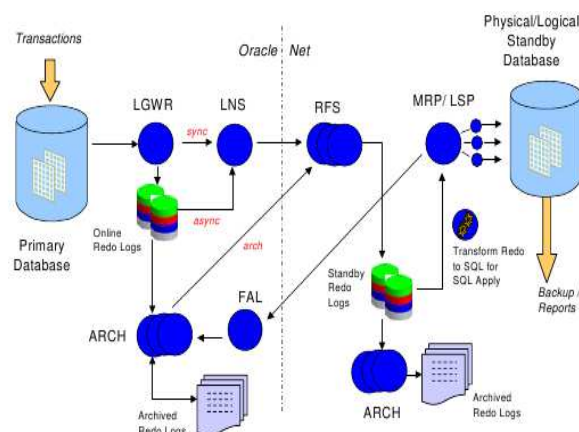 Transactions
Physical/Logical
Standby
Database
Oracle Net
LGWR
LNS
RFS
MRP/ LSP
sync
async
arch
Online
Redo Logs
Primary
Database
Transform Redo
to SQL for
SQL Apply
Standby
Redo
Logs
Backup /
Reports
FAL
ARCH
ARCH
Archived
Redo Logs
Archived
Redo Logs